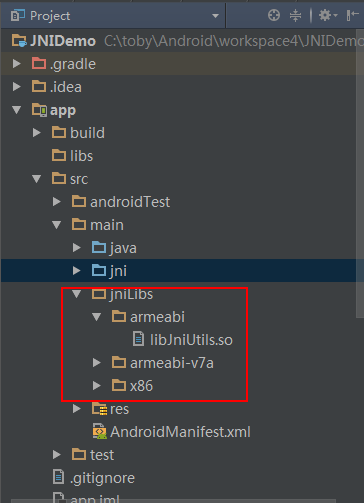 Project
JNIDemo C:\toby\Android\workspace4\JNIDemo
.gradle
.idea
app
build
libs
src
androidTest
main
java
jni
jniLibs
armeabi
libJniUtils.so
armeabi-v7a
x86
res
AndroidManifest.xml
test
.gitignore
app.iml